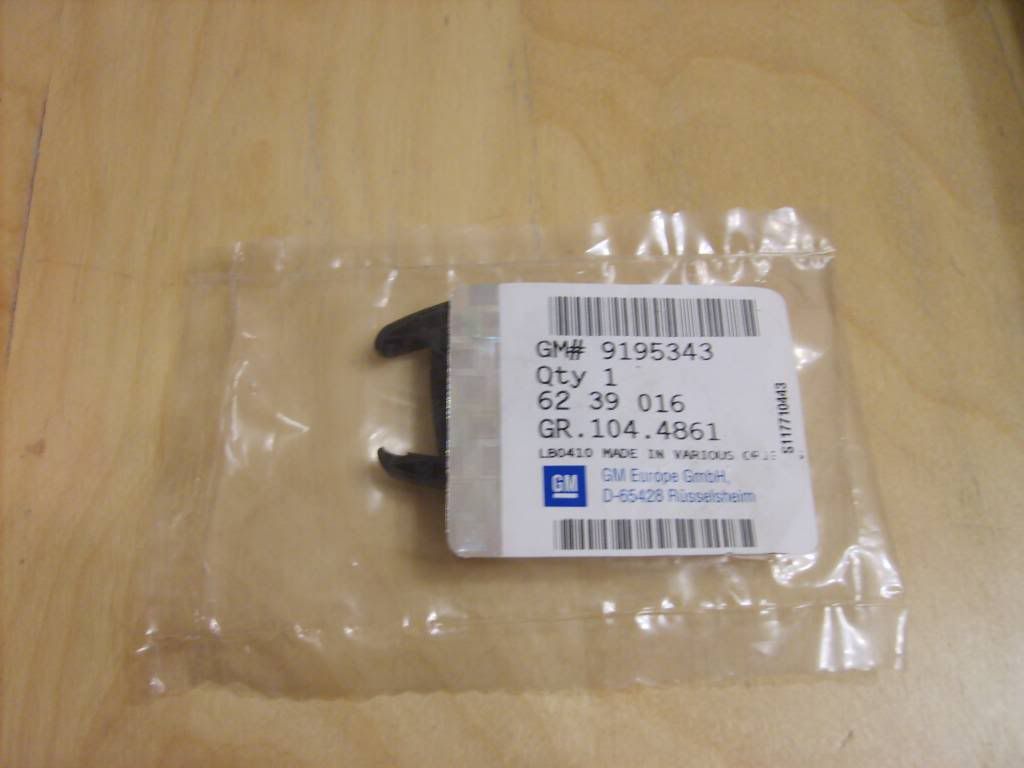 GM# 9195343
Qty 1
62 39 016
GR.104.4861
LB0410 MADE IN VARIOUS
GM
GM Europe GmbH,
D-65428 Rüsselsheim
5117710443